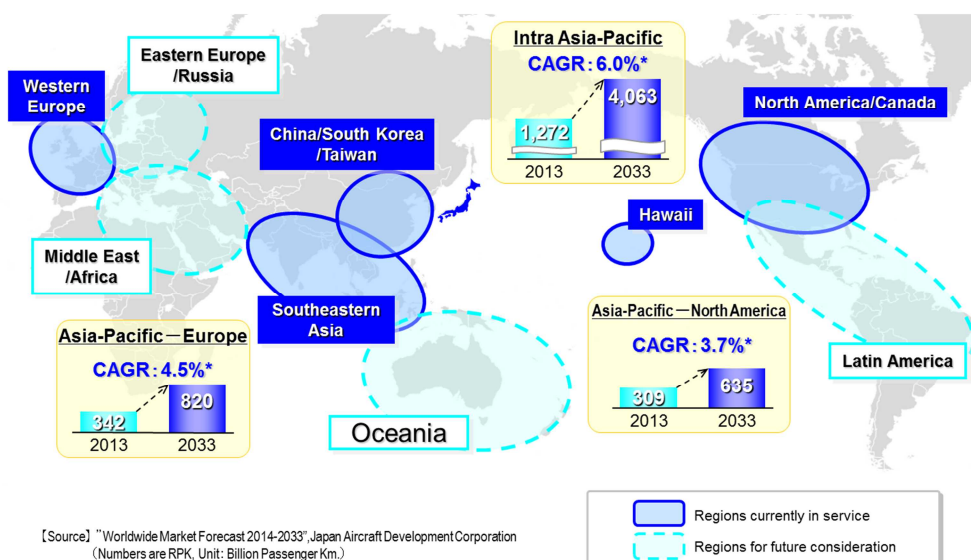 Eastern Europe
/Russia
Western
Europe
China/South Korea
/Taiwan
Middle East
/Africa
Southeastern
Asia
Intra Asia-Pacific
CAGR：6.0%*
1,272
4,063
2013
2033
North America/Canada
Hawaii
Latin America
Oceania
Asia-Pacific－Europe
CAGR：4.5%*
342
820
2013
2033
Asia-Pacific－North America
CAGR：3.7%*
309
635
2013
2033
【Source】 ”Worldwide Market Forecast 2014-2033”,Japan Aircraft Development Corporation
（Numbers are RPK, Unit: Billion Passenger Km.）
Regions currently in service
Regions for future consideration